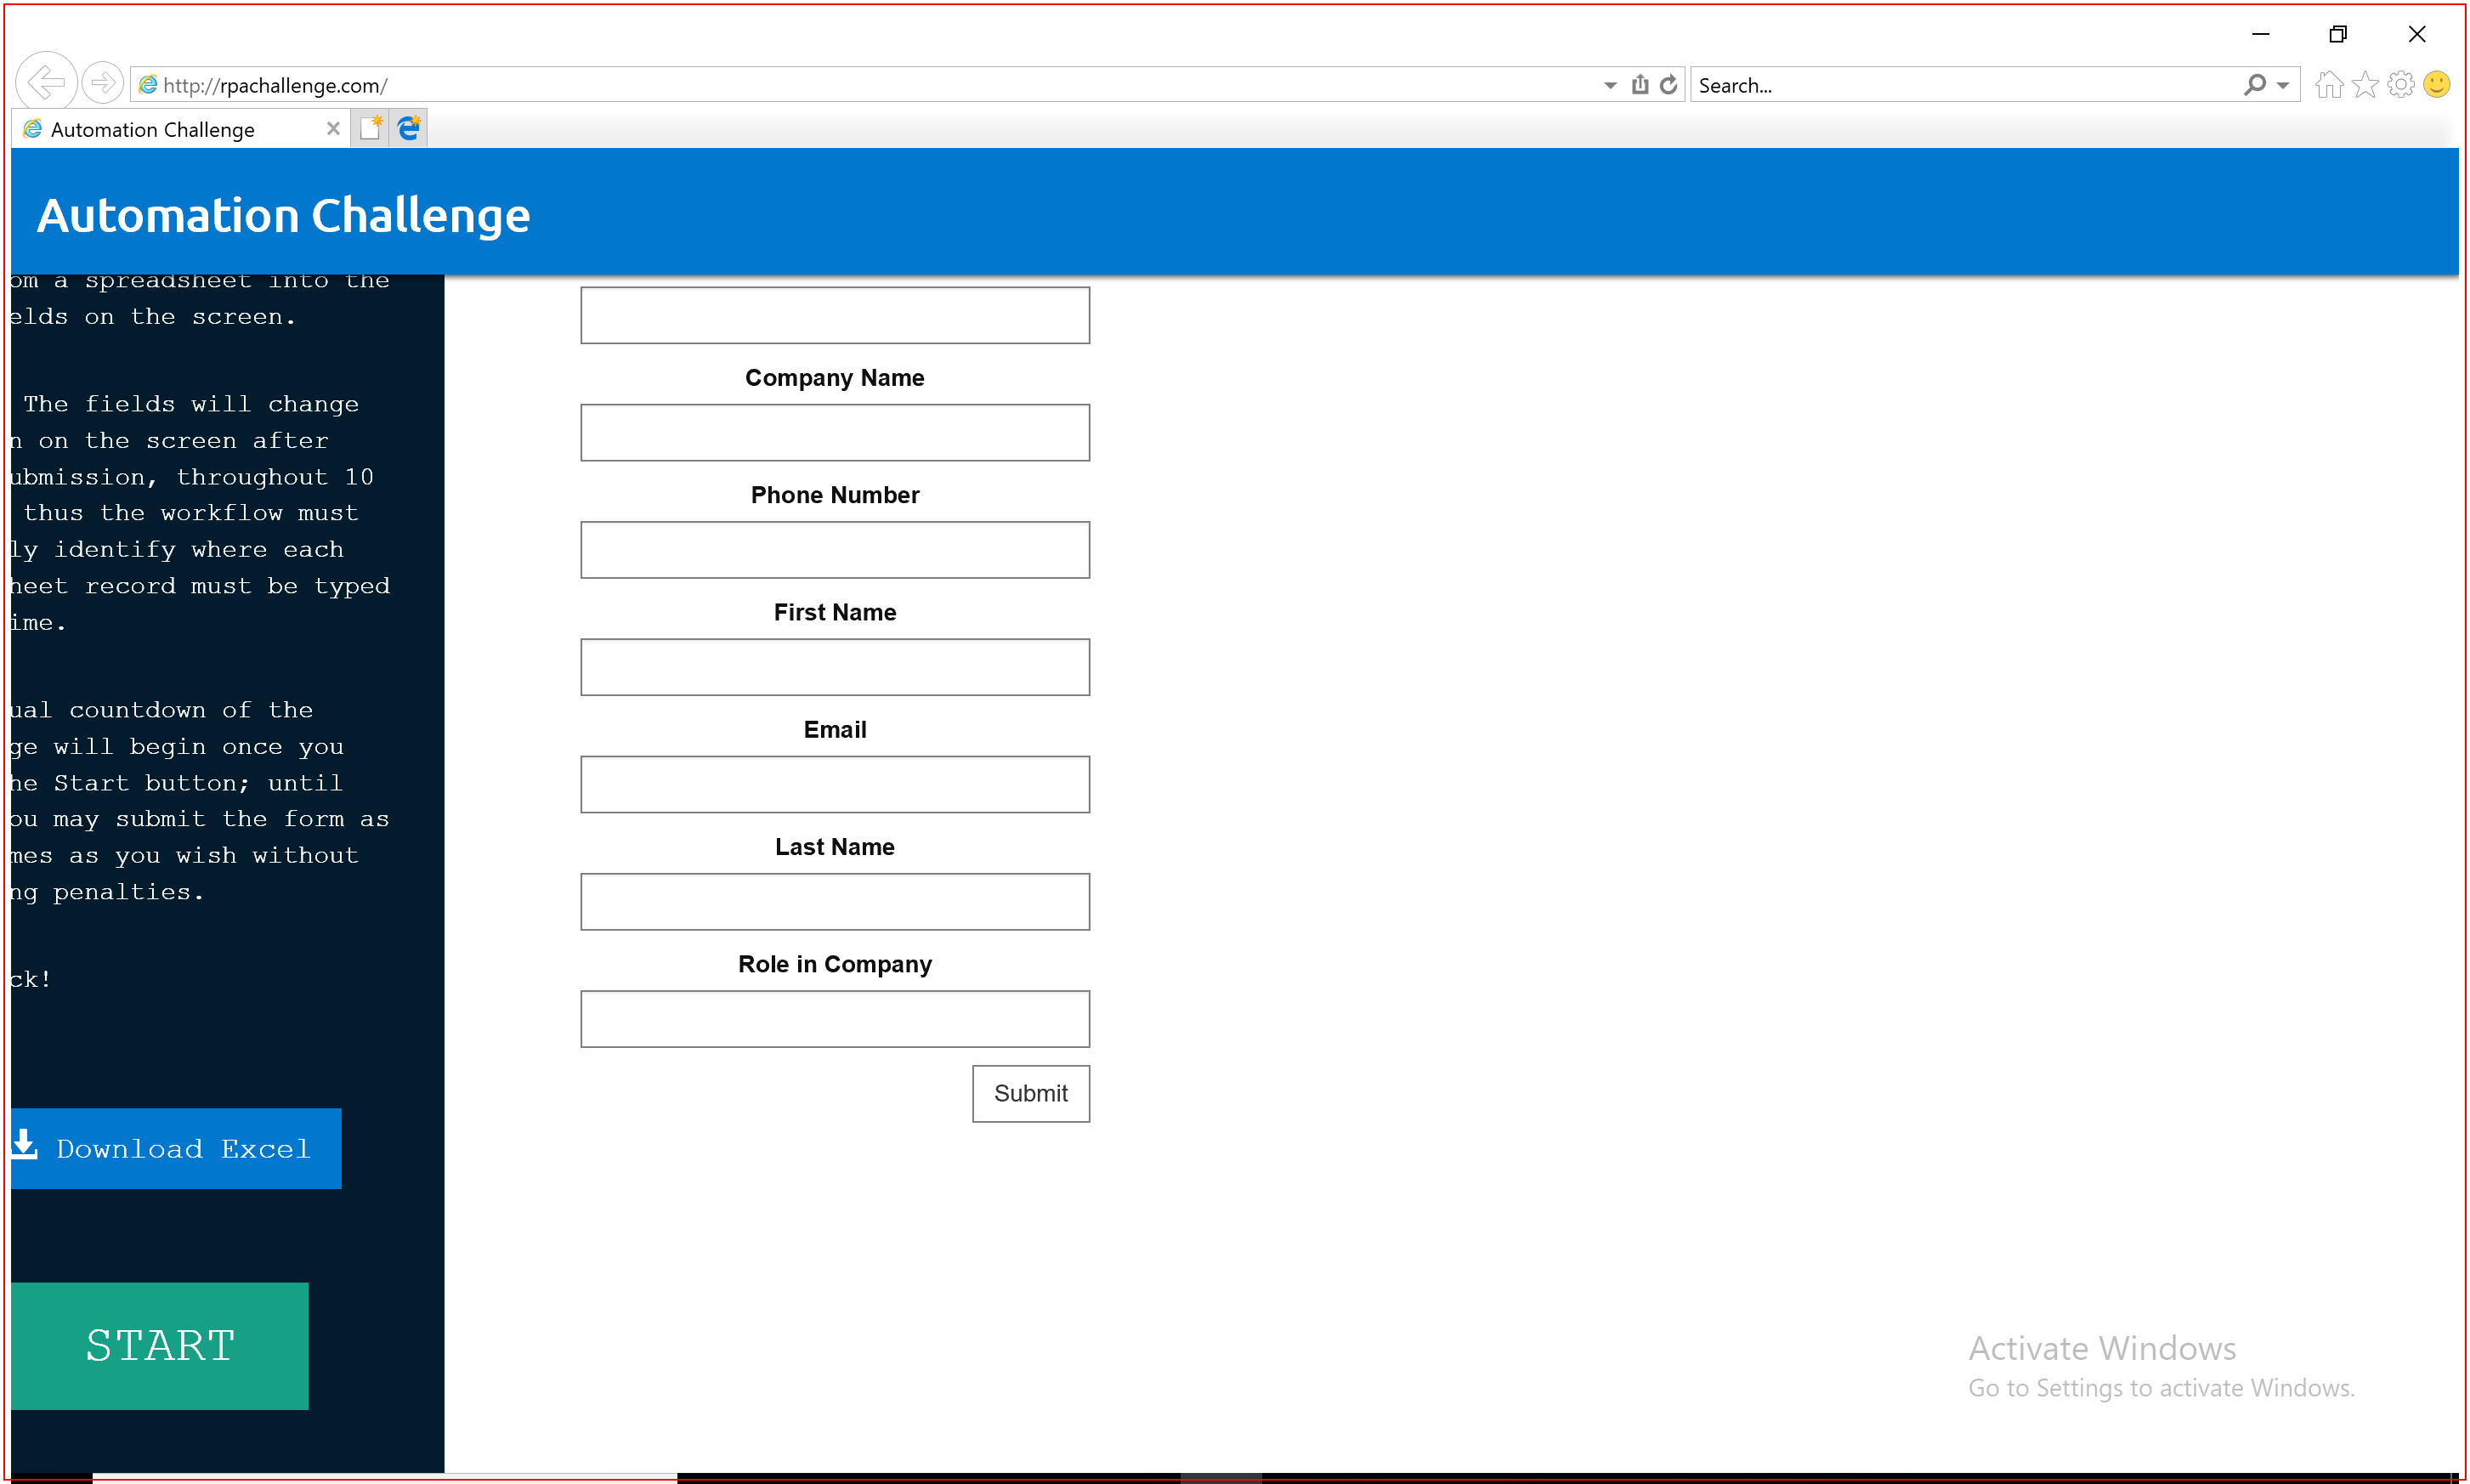 http://rpachallenge.com/
Search...
Automation Challenge
Automation Challenge
om a spreadsheet into the
elds on the screen.
The fields will change
n on the screen after
ubmission, throughout 10
thus the workflow must
ly identify where each
heet record must be typed
ime.
ual countdown of the
ge will begin once you
he Start button; until
ou may submit the form as
mes as you wish without
ng penalties.
ck!
Download Excel
START
Company Name
Phone Number
First Name
Email
Last Name
Role in Company
Submit
Activate Windows
Go to Settings to activate Windows.